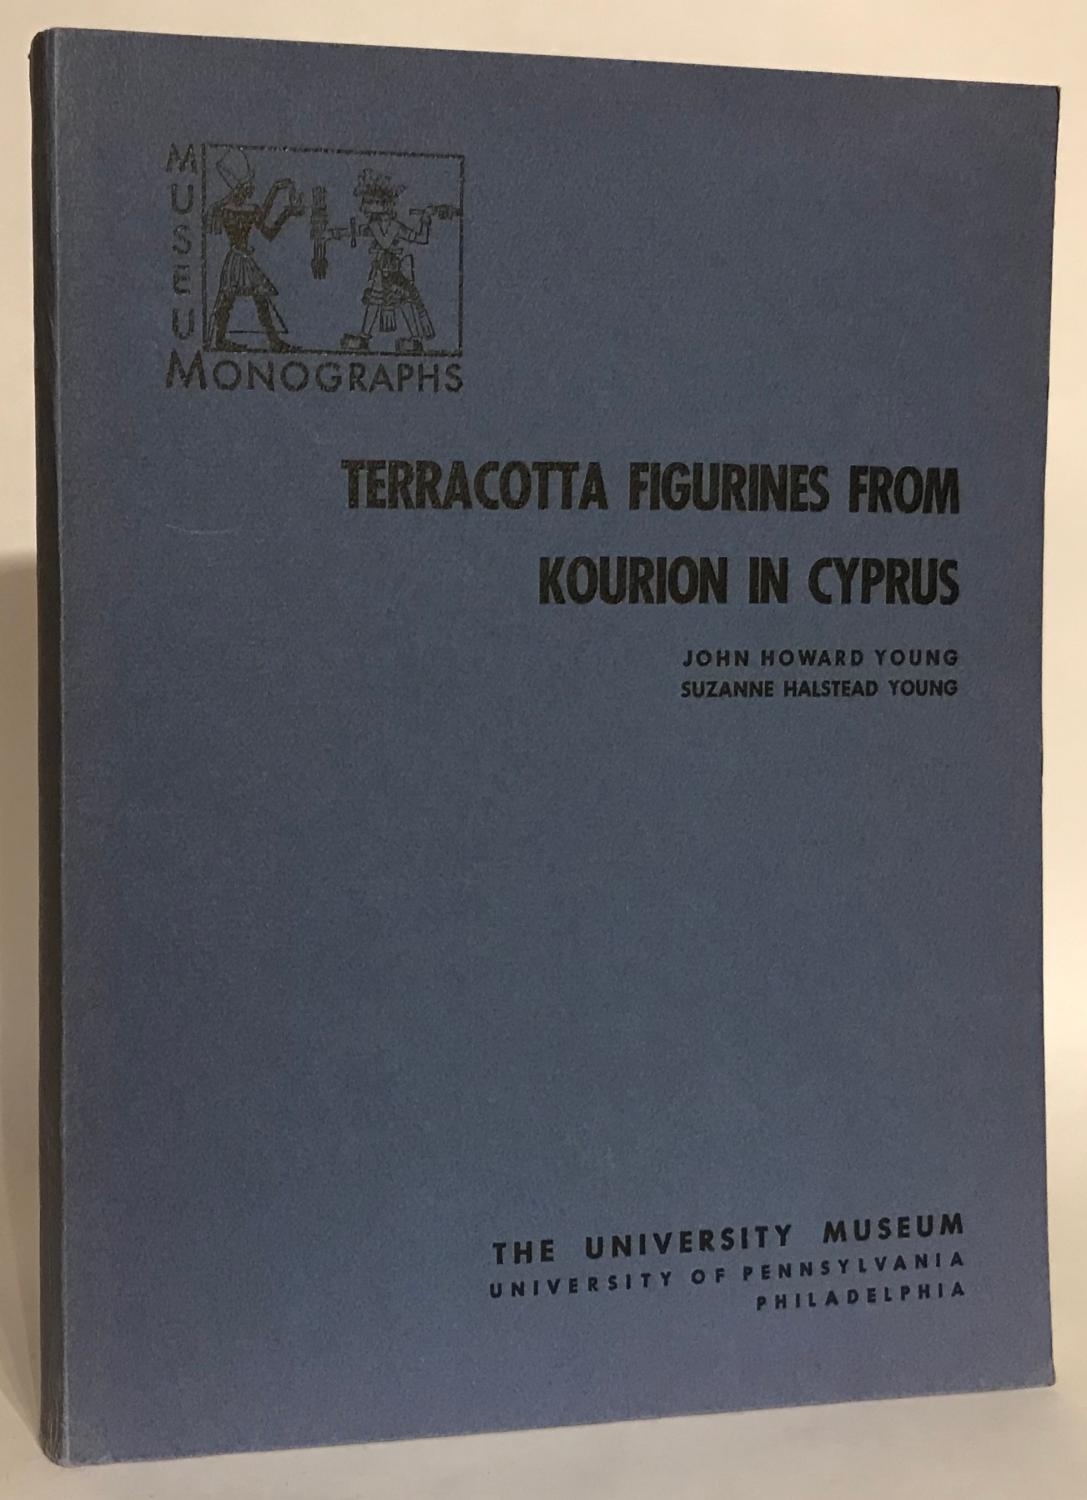 MUSEUM
MONOGRAPHS
TERRACOTTA FIGURINES FROM
KOURION IN CYPRUS
JOHN HOWARD YOUNG
SUZANNE HALSTEAD YOUNG
THE UNIVERSITY MUSEUM
UNIVERSITY OF PENNSYLVANIA
PHILADELPHIA